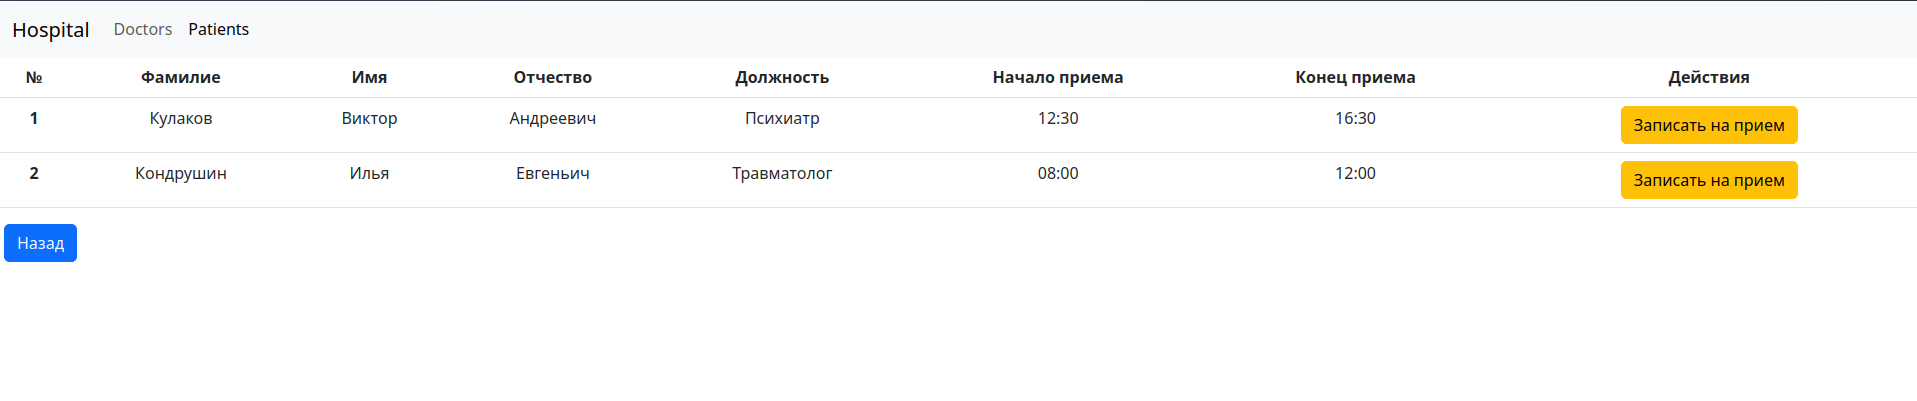 Hospital Doctors Patients
№ Фамилие Имя Отчество Должность Начало приема Конец приема Действия
1 Кулаков Виктор Андреевич Психиатр 12:30 16:30 Записать на прием
2 Кондрушин Илья Евгеньич Травматолог 08:00 12:00 Записать на прием
Назад